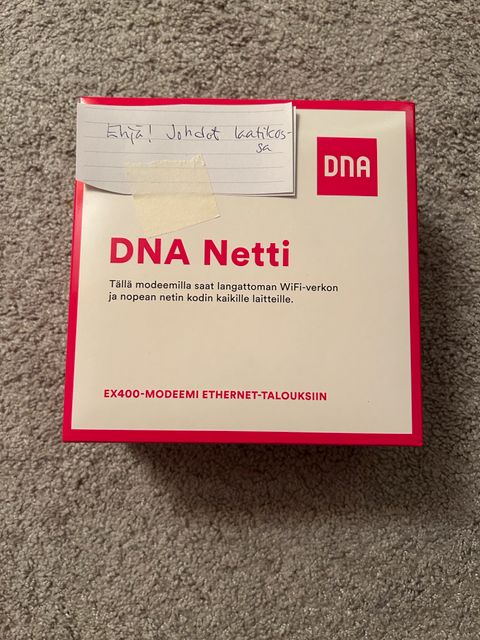 Ehjä! Johdot laatikos-
sa
DNA
DNA Netti
Tällä modeemilla saat langattoman WiFi-verkon
ja nopean netin kodin kaikille laitteille.
EX400-MODEEMI ETHERNET-TALOUKSIIN